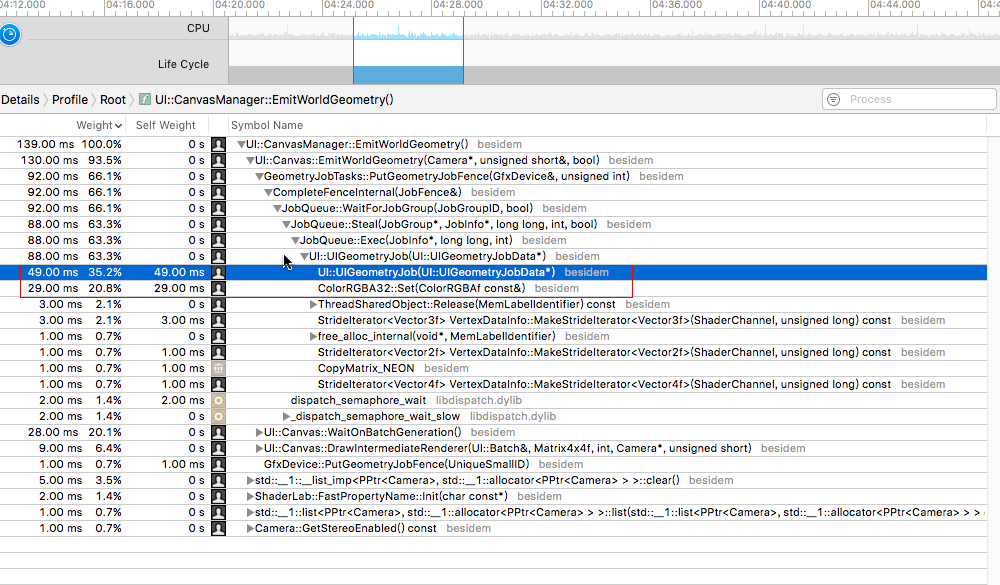 04:12.000 04:16.000 04:20.000 04:24.000 04:28.000 04:32.000 04:36.000 04:40.000 04:44.000
CPU
Life Cycle
Details Profile Root UI::CanvasManager::EmitWorldGeometry() Process
Weight Self Weight Symbol Name
139.00 ms 100.0% 0 s UI::CanvasManager::EmitWorldGeometry() besidem
130.00 ms 93.5% 0 s UI::Canvas::EmitWorldGeometry(Camera*, unsigned short&, bool) besidem
92.00 ms 66.1% 0 s GeometryJobTasks::PutGeometryJobFence(GfxDevice&, unsigned int) besidem
92.00 ms 66.1% 0 s CompleteFenceInternal(JobFence&) besidem
92.00 ms 66.1% 0 s JobQueue::WaitForJobGroup(JobGroupID, bool) besidem
88.00 ms 63.3% 0 s JobQueue::Steal(JobGroup*, JobInfo*, long long, int, bool) besidem
88.00 ms 63.3% 0 s JobQueue::Exec(JobInfo*, long long, int) besidem
88.00 ms 63.3% 0 s UI::UIGeometryJob(UI::UIGeometryJobData*) besidem
49.00 ms 35.2% 49.00 ms UI::UIGeometryJob(UI::UIGeometryJobData*) besidem
29.00 ms 20.8% 29.00 ms ColorRGBA32::Set(ColorRGBAf const&) besidem
3.00 ms 2.1% 0 s ThreadSharedObject::Release(MemLabelIdentifier) const besidem
3.00 ms 2.1% 3.00 ms StrideIterator<Vector3f> VertexDataInfo::MakeStrideIterator<Vector3f>(ShaderChannel, unsigned long) const besidem
1.00 ms 0.7% 0 s free_alloc_internal(void*, MemLabelIdentifier) besidem
1.00 ms 0.7% 1.00 ms StrideIterator<Vector2f> VertexDataInfo::MakeStrideIterator<Vector2f>(ShaderChannel, unsigned long) const besidem
1.00 ms 0.7% 1.00 ms CopyMatrix_NEON besidem
1.00 ms 0.7% 1.00 ms StrideIterator<Vector4f> VertexDataInfo::MakeStrideIterator<Vector4f>(ShaderChannel, unsigned long) const besidem
2.00 ms 1.4% 2.00 ms dispatch_semaphore_wait libdispatch.dylib
2.00 ms 1.4% 0 s _dispatch_semaphore_wait_slow libdispatch.dylib
28.00 ms 20.1% 0 s UI::Canvas::WaitOnBatchGeneration() besidem
9.00 ms 6.4% 0 s UI::Canvas::DrawIntermediateRenderer(UI::Batch&, Matrix4x4f, int, Camera*, unsigned short) besidem
1.00 ms 0.7% 1.00 ms GfxDevice::PutGeometryJobFence(UniqueSmallID) besidem
5.00 ms 3.5% 0 s std::__1::__list_imp<PPtr<Camera>, std::__1::allocator<PPtr<Camera> > >::clear() besidem
2.00 ms 1.4% 0 s ShaderLab::FastPropertyName::Init(char const*) besidem
1.00 ms 0.7% 0 s std::__1::list<PPtr<Camera>, std::__1::allocator<PPtr<Camera> > >::list(std::__1::list<PPtr<Camera>, std::__1::allocator<PPtr<Camera> > >
1.00 ms 0.7% 0 s Camera::GetStereoEnabled() const besidem